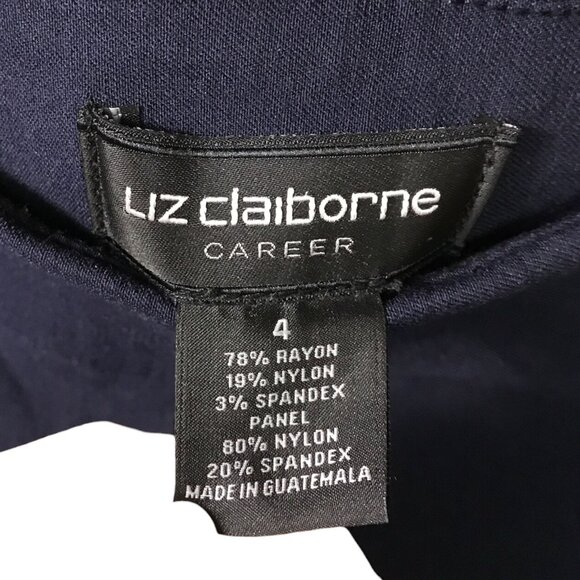 Liz claiborne
CAREER
4
78% RAYON
19% NYLON
3% SPANDEX
PANEL
80% NYLON
20% SPANDEX
MADE IN GUATEMALA